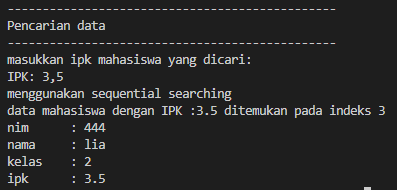 -----------------------------------------------
Pencarian data
-----------------------------------------------
masukkan ipk mahasiswa yang dicari:
IPK: 3,5
menggunakan sequential searching
data mahasiswa dengan IPK :3.5 ditemukan pada indeks 3
nim      : 444
nama     : lia
kelas    : 2
ipk      : 3.5